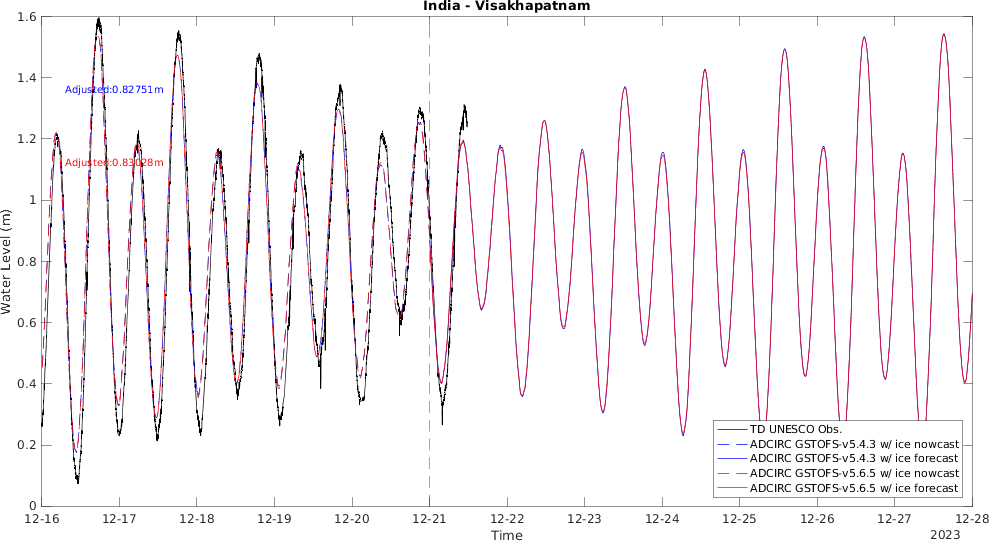 India - Visakhapatnam
1.6
1.4
1.2
1
0.8
0.6
0.4
0.2
0
Water Level (m)
Adjusted:0.82751m
Adjusted:0.83028m
TD UNESCO Obs.
ADCIRC GSTOFS-v5.4.3 w/ ice nowcast
ADCIRC GSTOFS-v5.4.3 w/ ice forecast
ADCIRC GSTOFS-v5.6.5 w/ ice nowcast
ADCIRC GSTOFS-v5.6.5 w/ ice forecast
12-16 12-17 12-18 12-19 12-20 12-21 12-22 12-23 12-24 12-25 12-26 12-27 12-28
Time
2023